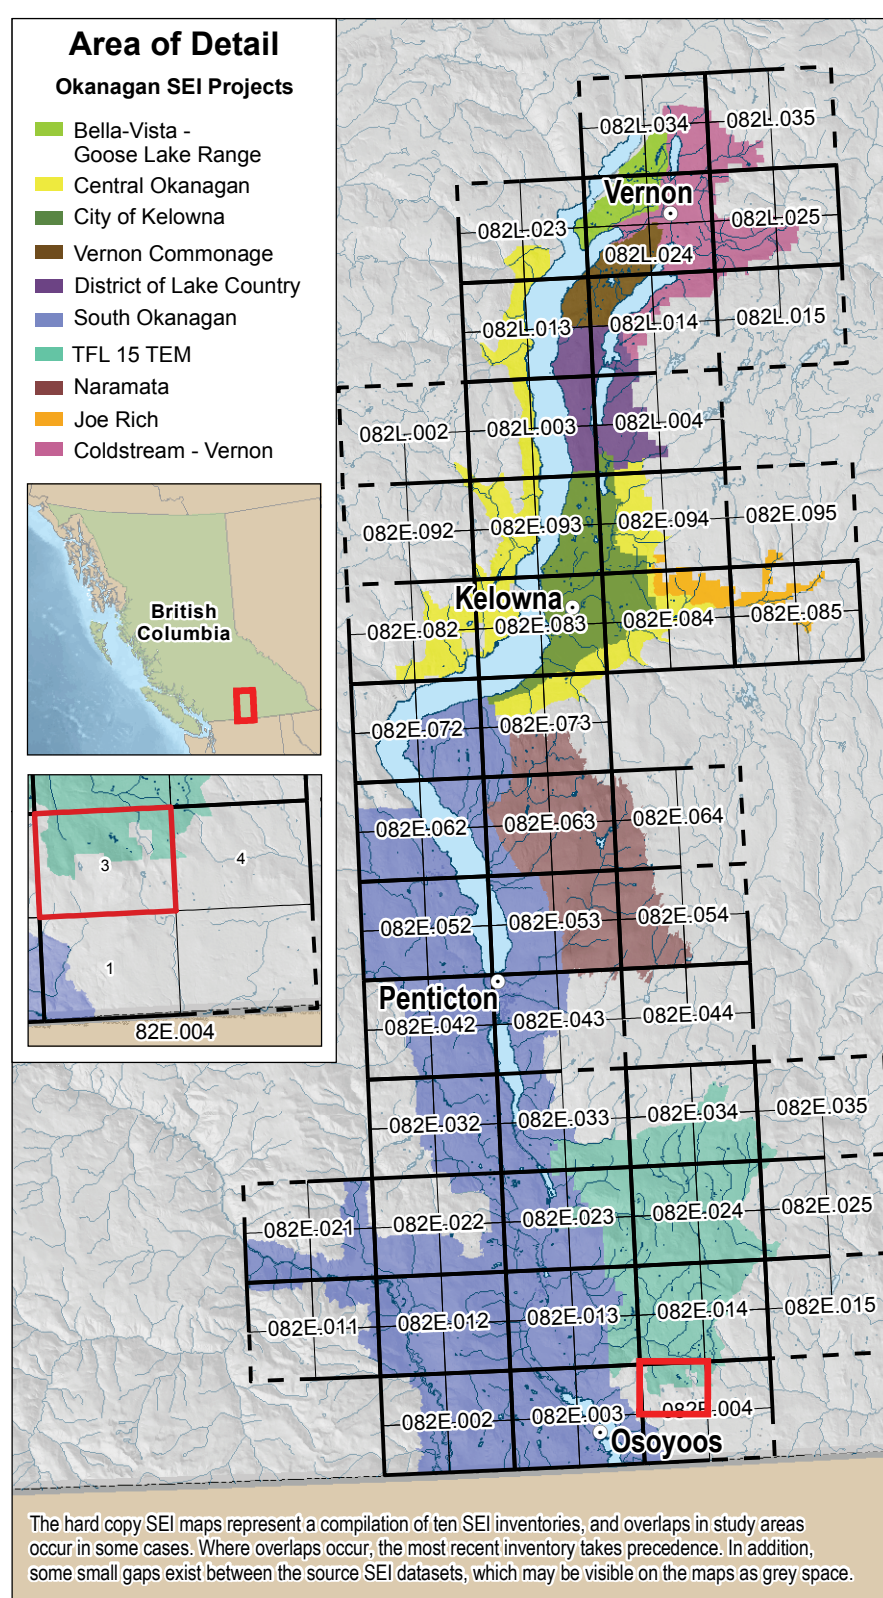 Area of Detail
Okanagan SEI Projects
Bella-Vista -
Goose Lake Range
Central Okanagan
City of Kelowna
Vernon Commonage
District of Lake Country
South Okanagan
TFL 15 TEM
Naramata
Joe Rich
Coldstream - Vernon
British
Columbia
3
4
1
82E.004
082L.034
082L.035
Vernon
082L.023
082L.025
082L.024
082L.013
082L.014
082L.015
082L.002
082L.003
082L.004
082E.092
082E.093
082E.094
082E.095
Kelowna
082E.082
082E.083
082E.084
082E.085
082E.072
082E.073
082E.062
082E.063
082E.064
082E.052
082E.053
082E.054
Penticton
082E.042
082E.043
082E.044
082E.032
082E.033
082E.034
082E.035
082E.021
082E.022
082E.023
082E.024
082E.025
082E.011
082E.012
082E.013
082E.014
082E.015
082E.002
082E.003
082E.004
Osoyoos
The hard copy SEI maps represent a compilation of ten SEI inventories, and overlaps in study areas
occur in some cases. Where overlaps occur, the most recent inventory takes precedence. In addition,
some small gaps exist between the source SEI datasets, which may be visible on the maps as grey space.